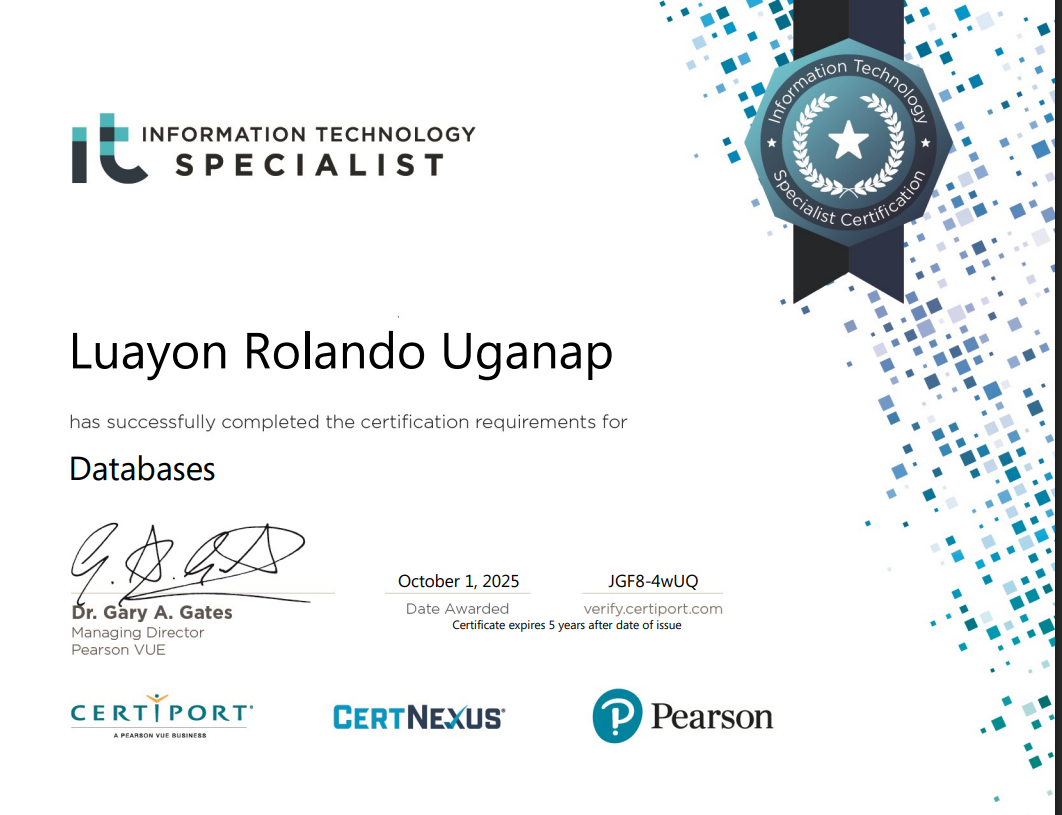 it INFORMATION TECHNOLOGY
SPECIALIST
Information Technology
Specialist Certification
Luayon Rolando Uganap
has successfully completed the certification requirements for
Databases
October 1, 2025
JGF8-4wUQ
Dr. Gary A. Gates
Date Awarded
verify.certiport.com
Certificate expires 5 years after date of issue
Managing Director
Pearson VUE
CERTIPORT®
A PEARSON VUE BUSINESS
CERTNEXUS®
P Pearson